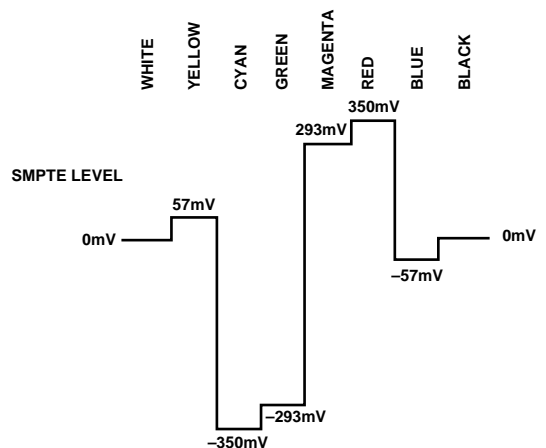 WHITE
YELLOW
CYAN
GREEN
MAGENTA
RED
BLUE
BLACK
350mV
293mV
SMPTE LEVEL
57mV
0mV
0mV
–57mV
–293mV
–350mV